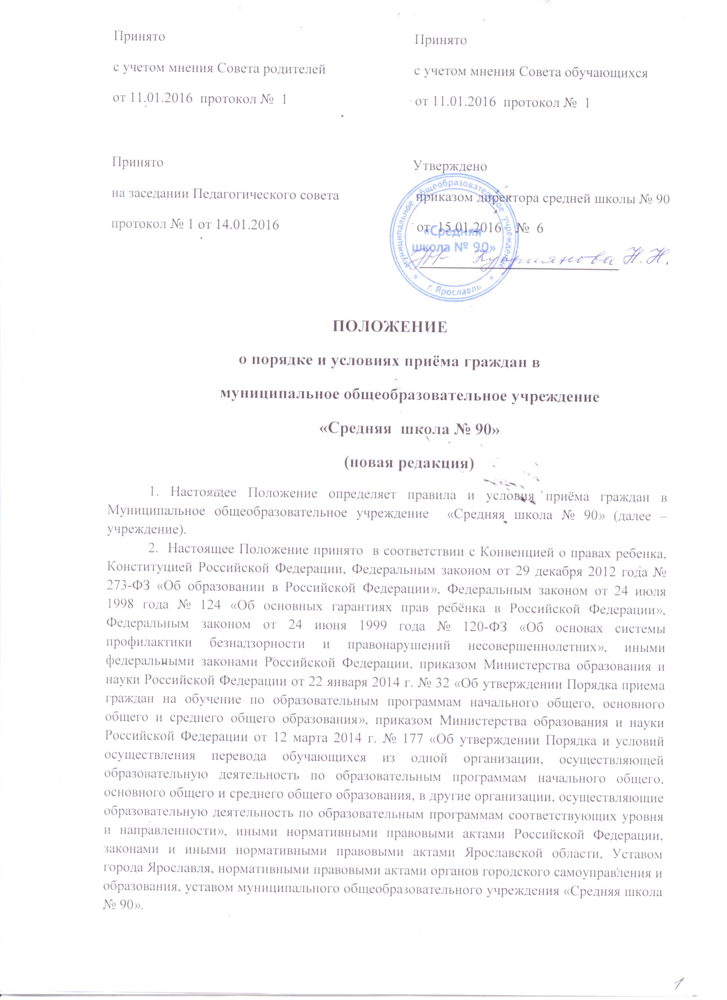 Принято
с учетом мнения Совета родителей
от 11.01.2016 протокол № 1
Принято
с учетом мнения Совета обучающихся
от 11.01.2016 протокол № 1
Принято
на заседании Педагогического совета
протокол № 1 от 14.01.2016
Утверждено
приказом директора средней школы № 90
от 15.01.2016 № 6
Н.Н.
муниципальное общеобразовательное учреждение
«Средняя
школа № 90»
* г. Ярославль *
ПОЛОЖЕНИЕ
о порядке и условиях приёма граждан в
муниципальное общеобразовательное учреждение
«Средняя школа № 90»
(новая редакция)
1. Настоящее Положение определяет правила и условия приёма граждан в
Муниципальное общеобразовательное учреждение «Средняя школа № 90» (далее –
учреждение).
2. Настоящее Положение принято в соответствии с Конвенцией о правах ребенка,
Конституцией Российской Федерации, Федеральным законом от 29 декабря 2012 года №
273-ФЗ «Об образовании в Российской Федерации», Федеральным законом от 24 июля
1998 года № 124 «Об основных гарантиях прав ребёнка в Российской Федерации»,
Федеральным законом от 24 июня 1999 года № 120-ФЗ «Об основах системы
профилактики безнадзорности и правонарушений несовершеннолетних», иными
федеральными законами Российской Федерации, приказом Министерства образования и
науки Российской Федерации от 22 января 2014 г. № 32 «Об утверждении Порядка приема
граждан на обучение по образовательным программам начального общего, основного
общего и среднего общего образования», приказом Министерства образования и науки
Российской Федерации от 12 марта 2014 г. № 177 «Об утверждении Порядка и условий
осуществления перевода обучающихся из одной организации, осуществляющей
образовательную деятельность по образовательным программам начального общего,
основного общего и среднего общего образования, в другие организации, осуществляющие
образовательную деятельность по образовательным программам соответствующих уровня
и направленности», иными нормативными правовыми актами Российской Федерации,
законами и иными нормативными правовыми актами Ярославской области, Уставом
города Ярославля, нормативными правовыми актами органов городского самоуправления и
образования, уставом муниципального общеобразовательного учреждения «Средняя школа
№ 90».
1